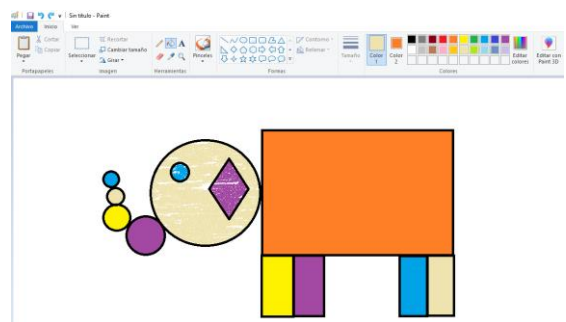 Sin título - Paint
Archivo Inicio Ver
Pegar
Cortar
Copiar
Portapapeles
Seleccionar
Recortar
Cambiar tamaño
Girar
Imagen
A
Herramientas
Pinceles
Contorno
Rellenar
Formas
Tamaño
Color 1
Color 2
Editar colores
Colores
Editar con Paint 3D